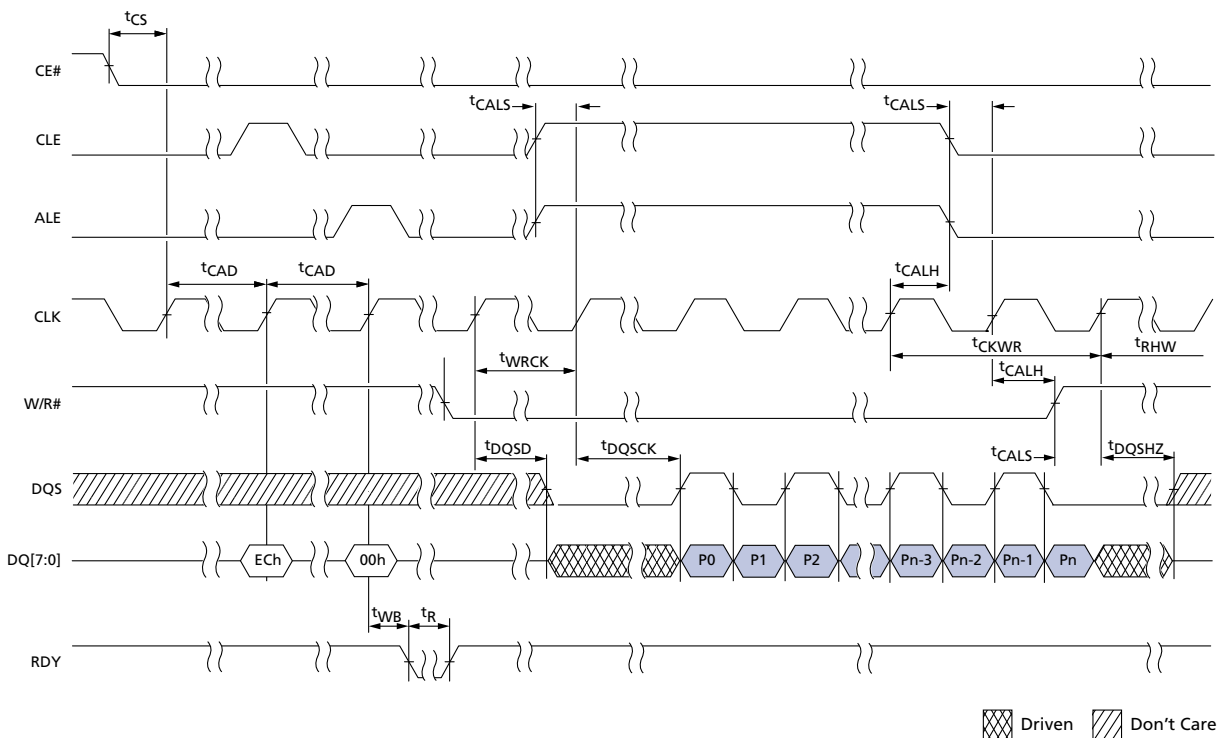 tCS
CE#
tCALS tCALS
CLE
ALE
tCAD tCAD tCALH
CLK
tWRCK tCKWR tRHW
tCALH
W/R#
tDQSD tDQSCK tCALS tDQSHZ
DQS
DQ[7:0] ECh 00h P0 P1 P2 Pn-3 Pn-2 Pn-1 Pn
tWB tR
RDY
Driven Don't Care